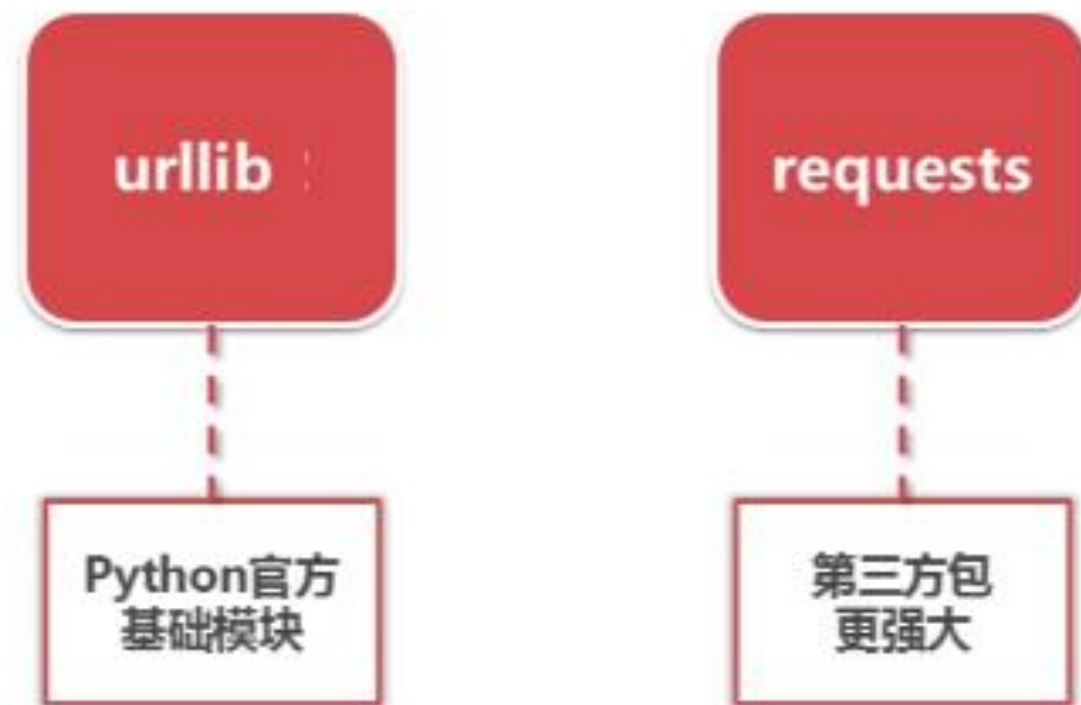 urllib
requests
Python官方
基础模块
第三方包
更强大